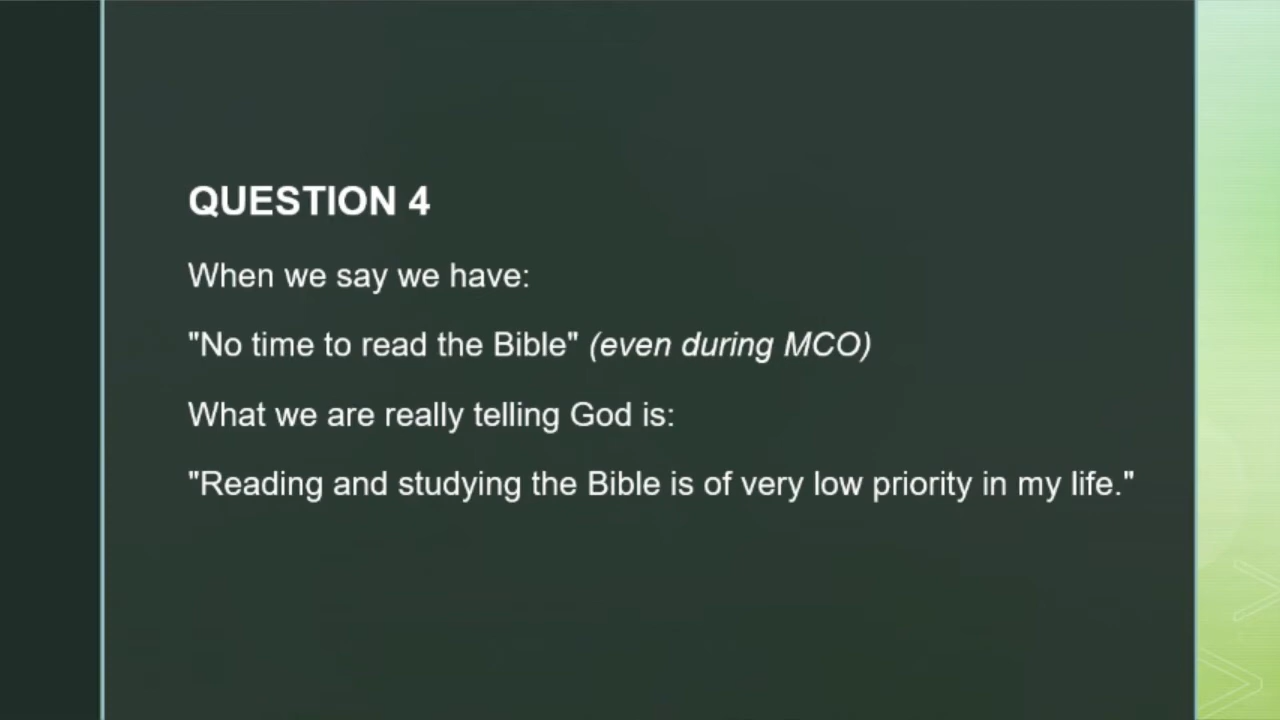 QUESTION 4
When we say we have:
"No time to read the Bible" (even during MCO)
What we are really telling God is:
"Reading and studying the Bible is of very low priority in my life."